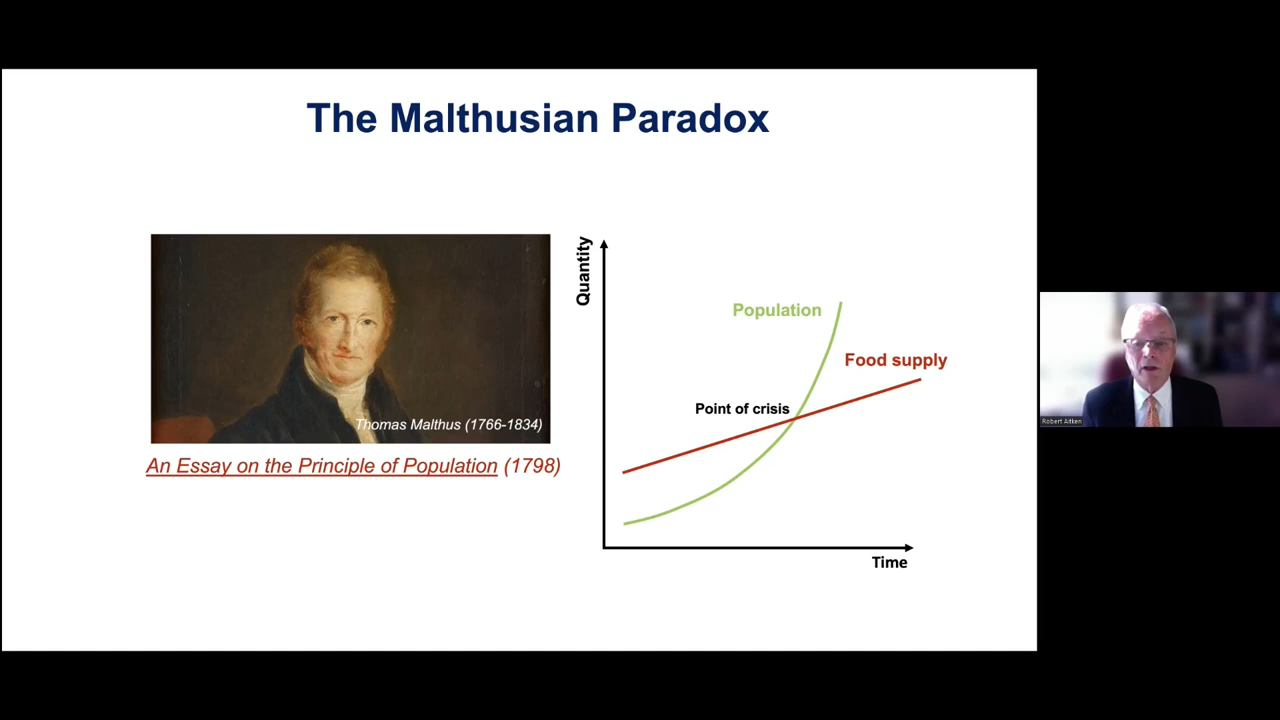 The Malthusian Paradox
Thomas Malthus (1766-1834)
An Essay on the Principle of Population (1798)
Quantity
Population
Food supply
Point of crisis
Time
Robert Aitken